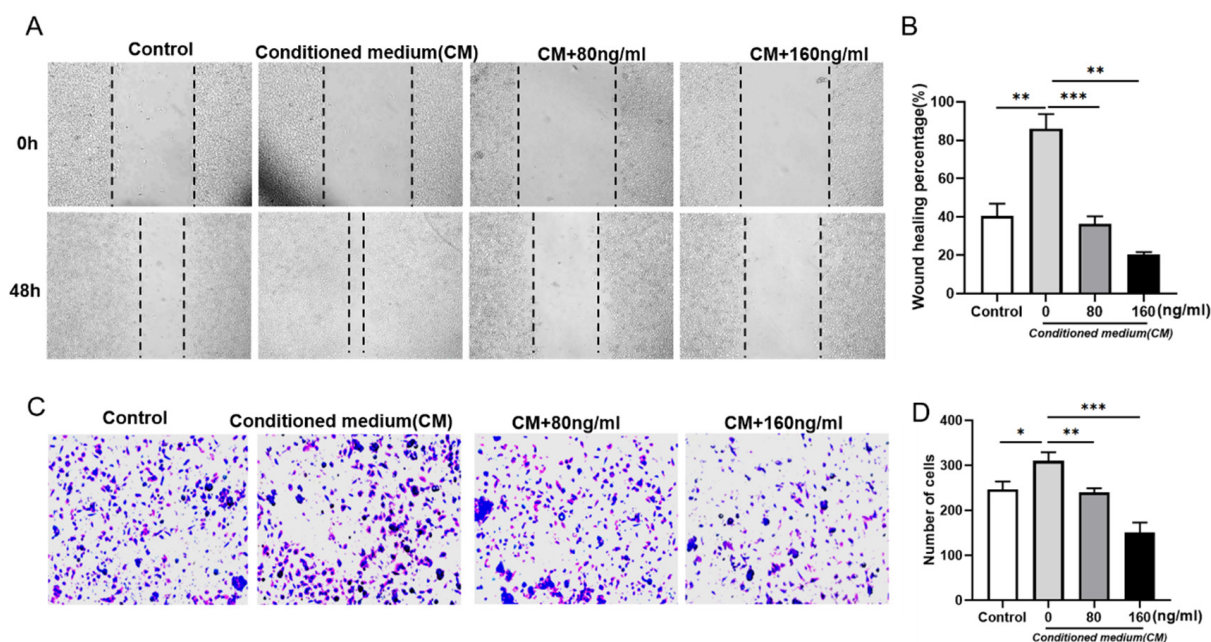 A
Control
Conditioned medium(CM)
CM+80ng/ml
CM+160ng/ml
0h
48h
B
Wound healing percentage(%)
100
80
60
40
20
0
**
***
**
Control
0
80
160
(ng/ml)
Conditioned medium(CM)
C
Control
Conditioned medium(CM)
CM+80ng/ml
CM+160ng/ml
D
Number of cells
400
300
200
100
0
***
*
**
Control
0
80
160
(ng/ml)
Conditioned medium(CM)